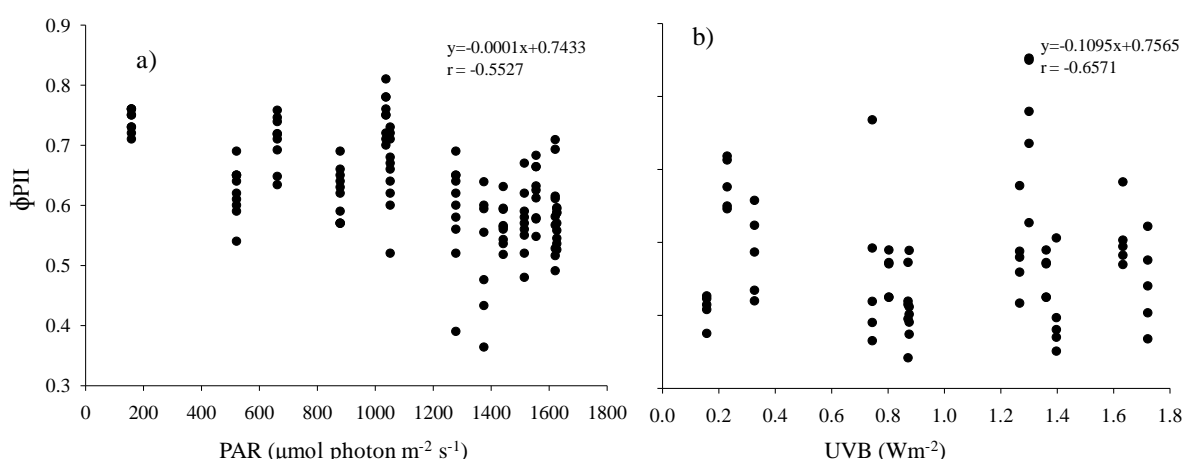 a)
y=-0.0001x+0.7433
r = -0.5527
ϕPII
0.9
0.8
0.7
0.6
0.5
0.4
0.3
0 200 400 600 800 1000 1200 1400 1600 1800
PAR (µmol photon m-2 s-1)
b)
y=-0.1095x+0.7565
r = -0.6571
0.0 0.2 0.4 0.6 0.8 1.0 1.2 1.4 1.6 1.8
UVB (Wm-2)